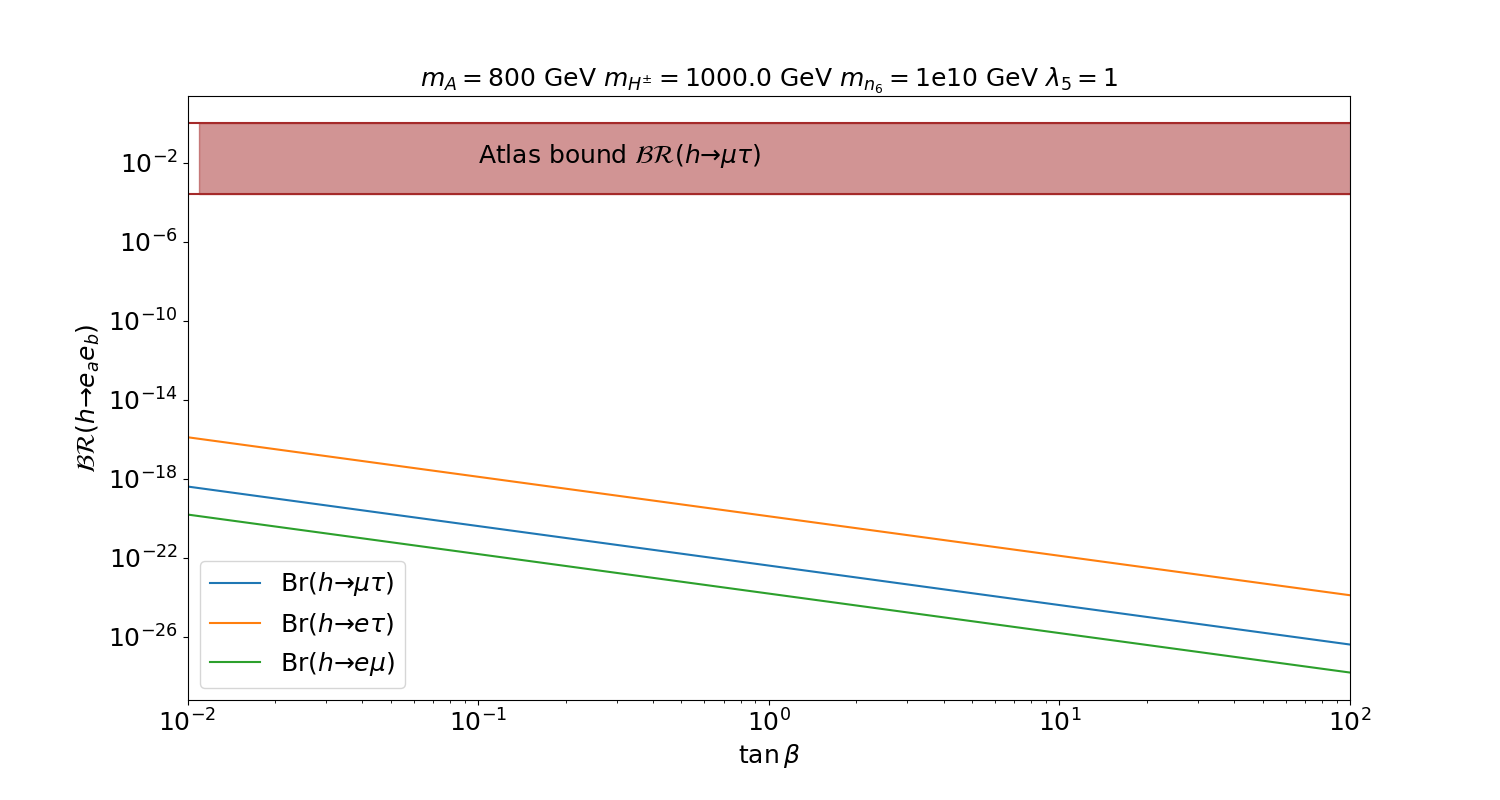 m_A = 800 GeV m_{H^±} = 1000.0 GeV m_{n_6} = 1e10 GeV λ_5 = 1
Atlas bound ℬℛ(h→μτ)
10^{-2}
10^{-6}
10^{-10}
10^{-14}
10^{-18}
10^{-22}
10^{-26}
ℬℛ(h→e_a e_b)
Br(h→μτ)
Br(h→eτ)
Br(h→eμ)
10^{-2} 10^{-1} 10^0 10^1 10^2
tan β